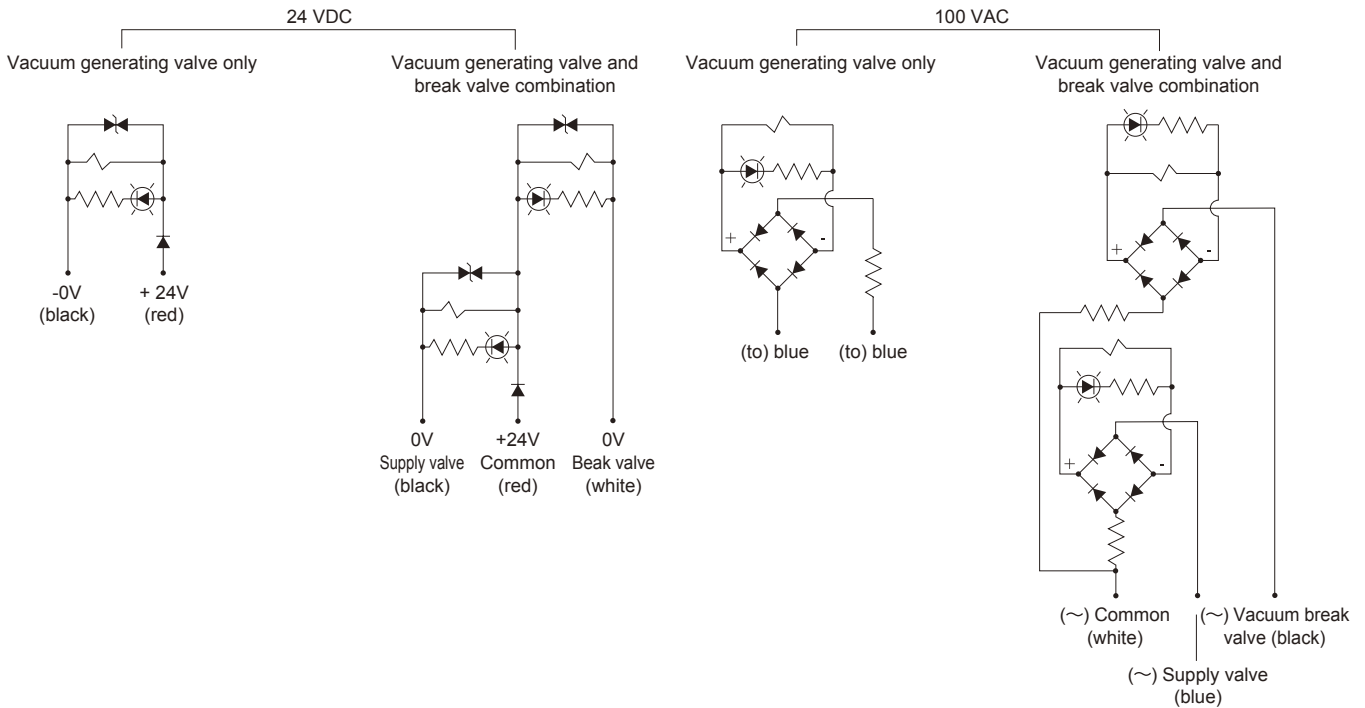 24 VDC
100 VAC
Vacuum generating valve only
Vacuum generating valve and
break valve combination
Vacuum generating valve only
Vacuum generating valve and
break valve combination
-0V
(black)
+ 24V
(red)
0V
Supply valve
(black)
+24V
Common
(red)
0V
Beak valve
(white)
+
-
(to) blue
(to) blue
+
-
+
-
(～) Common
(white)
(～) Vacuum break
valve (black)
(～) Supply valve
(blue)